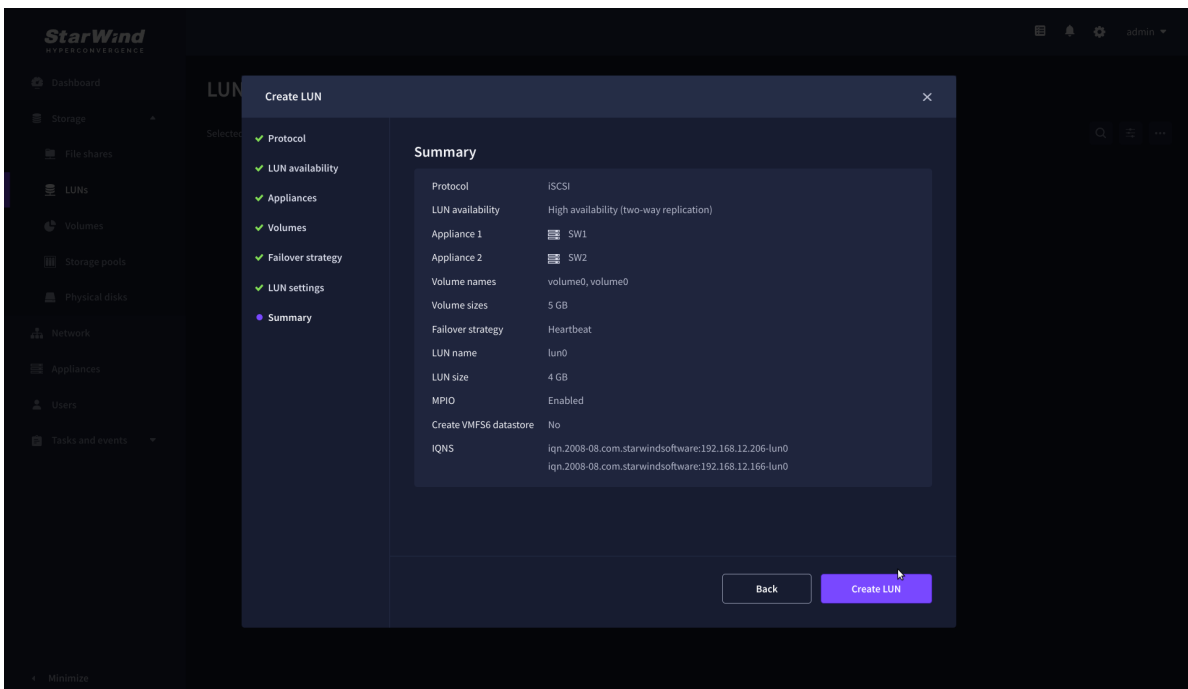 StarWind
HYPERCONVERGENCE
admin
Dashboard
Storage
File shares
LUNs
Volumes
Storage pools
Physical disks
Network
Appliances
Users
Tasks and events
Minimize
LUN
Selected
Create LUN
Protocol
LUN availability
Appliances
Volumes
Failover strategy
LUN settings
Summary
Summary
Protocol iSCSI
LUN availability High availability (two-way replication)
Appliance 1 SW1
Appliance 2 SW2
Volume names volume0, volume0
Volume sizes 5 GB
Failover strategy Heartbeat
LUN name lun0
LUN size 4 GB
MPIO Enabled
Create VMFS6 datastore No
IQNS iqn.2008-08.com.starwindsoftware:192.168.12.206-lun0
iqn.2008-08.com.starwindsoftware:192.168.12.166-lun0
Back Create LUN